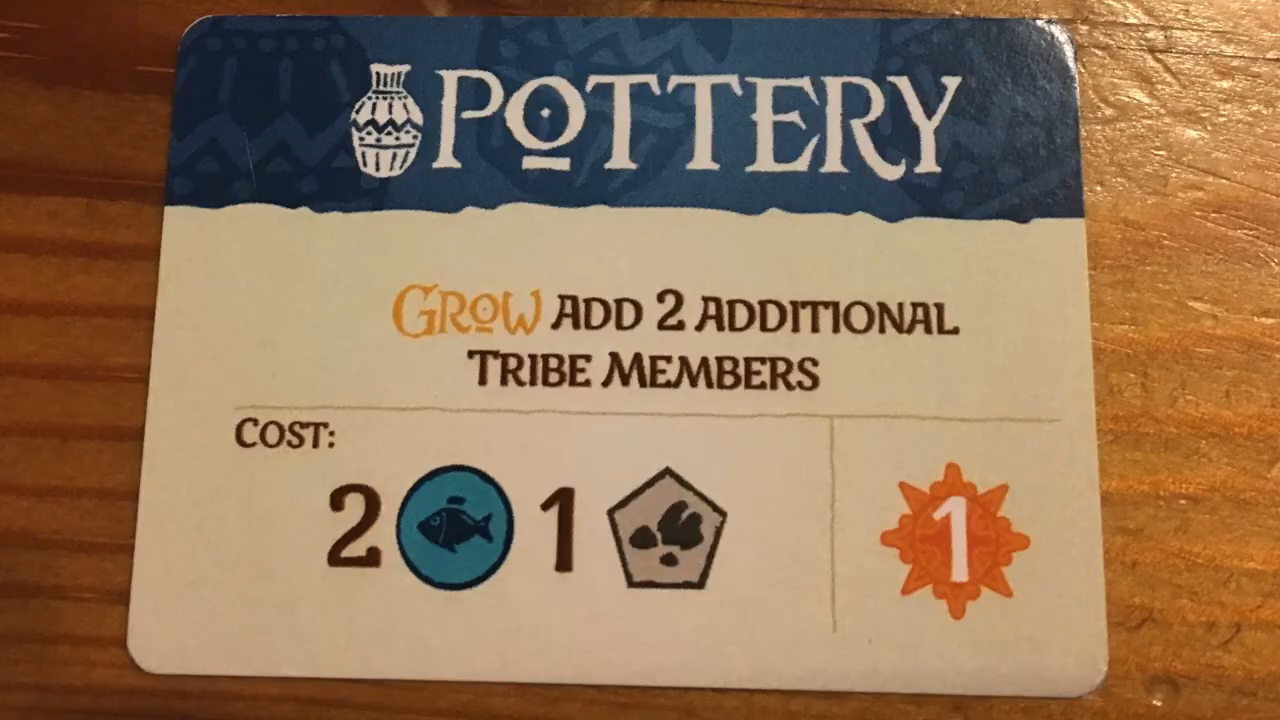 POTTERY
GROW ADD 2 ADDITIONAL
TRIBE MEMBERS
COST:
2 1 1